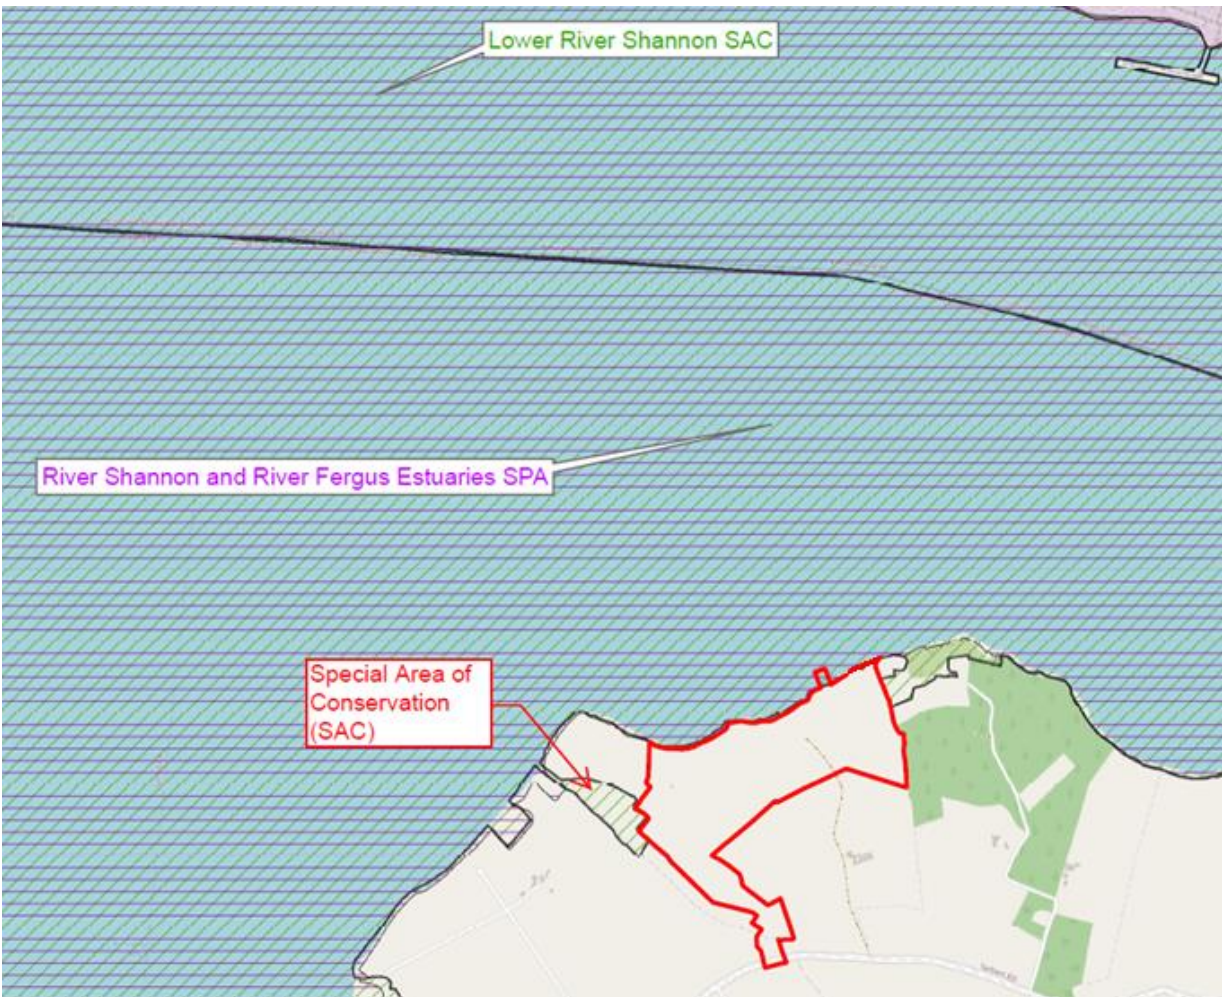 Lower River Shannon SAC
River Shannon and River Fergus Estuaries SPA
Special Area of
Conservation
(SAC)